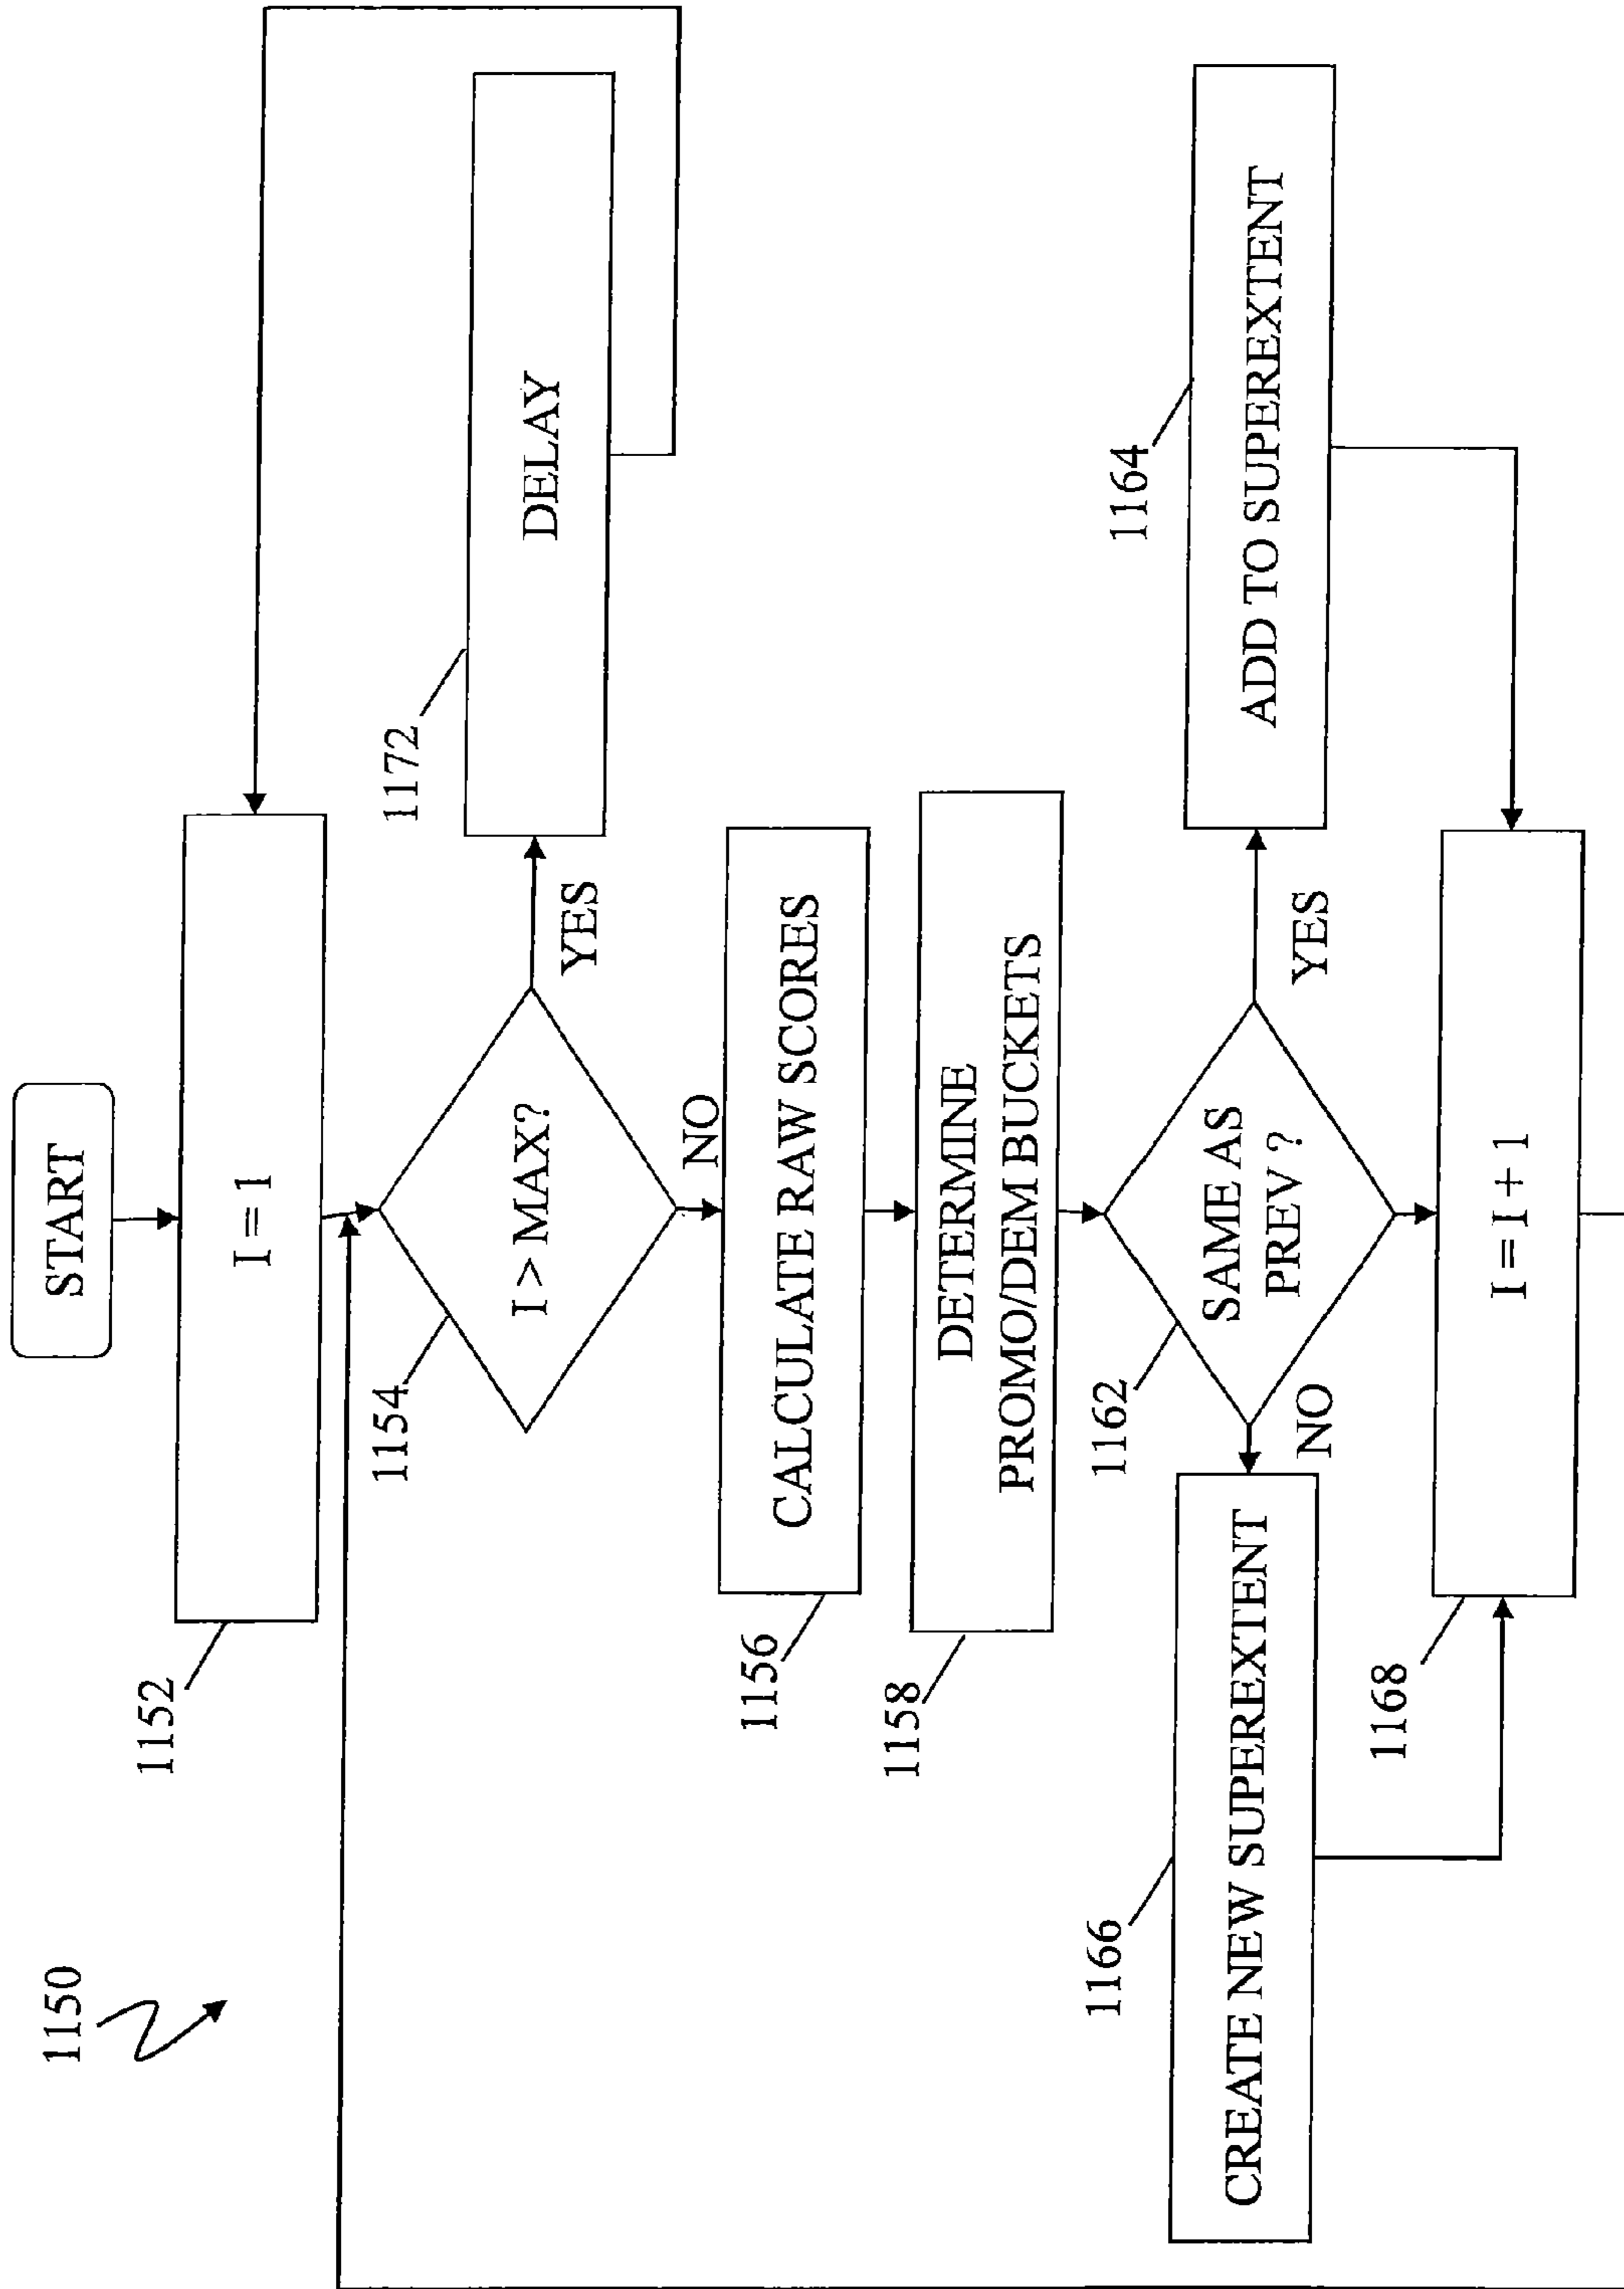 1150
START
1152
I = 1
1154
I > MAX?
YES
1172
DELAY
NO
1156
CALCULATE RAW SCORES
1158
DETERMINE
PROMO/DEM BUCKETS
1162
SAME AS
PREV ?
YES
1164
ADD TO SUPEREXTENT
NO
1166
CREATE NEW SUPEREXTENT
1168
I = I + 1